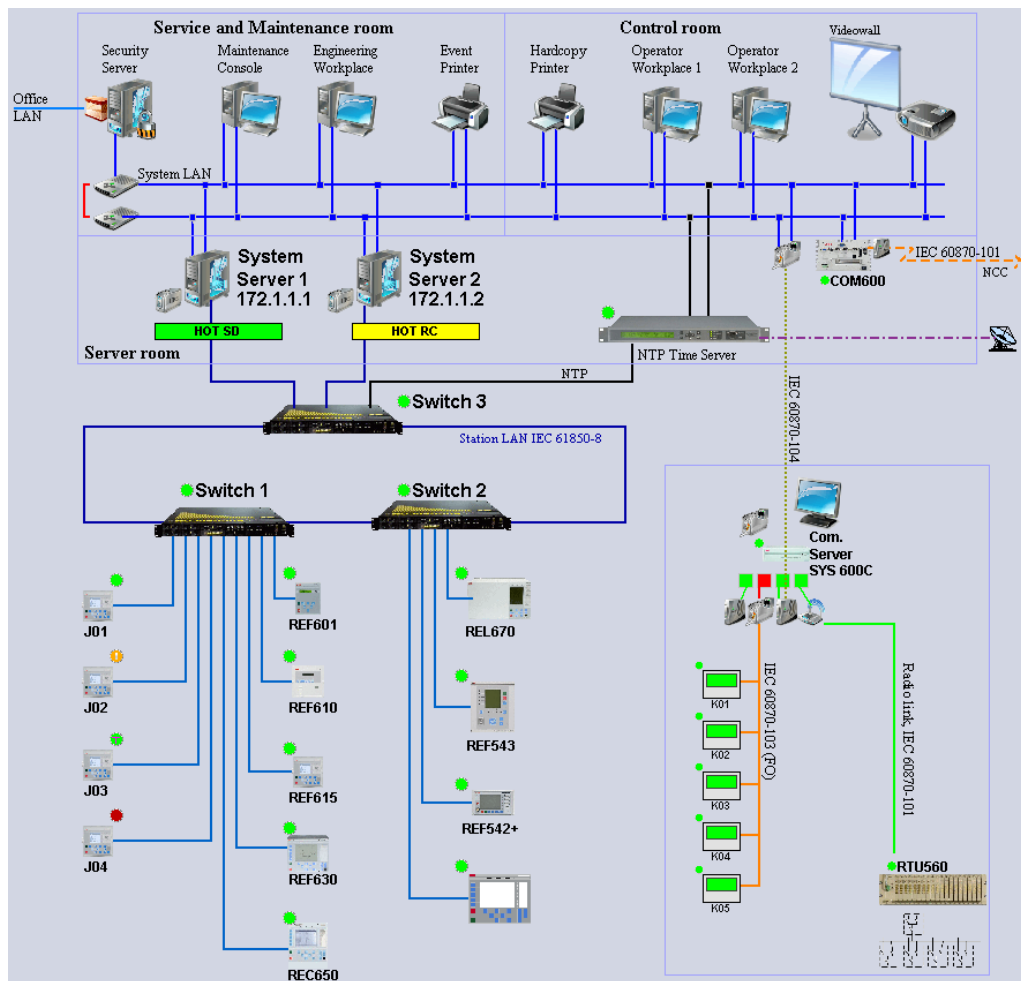 Service and Maintenance room
Control room
Security
Server
Maintenance
Console
Engineering
Workplace
Event
Printer
Hardcopy
Printer
Operator
Workplace 1
Operator
Workplace 2
Videowall
Office
LAN
System LAN
System
Server 1
172.1.1.1
System
Server 2
172.1.1.2
HOT SD
HOT RC
COM600
IEC 60870-101
NCC
Server room
NTP Time Server
NTP
IEC 60870-104
Switch 3
Station LAN IEC 61850-8
Switch 1
Switch 2
Com.
Server
SYS 600C
J01
J02
J03
J04
REF601
REF610
REF615
REF630
REC650
REL670
REF543
REF542+
K01
K02
K03
K04
K05
IEC 60870-103 (FO)
Radio link, IEC 60870-101
RTU560